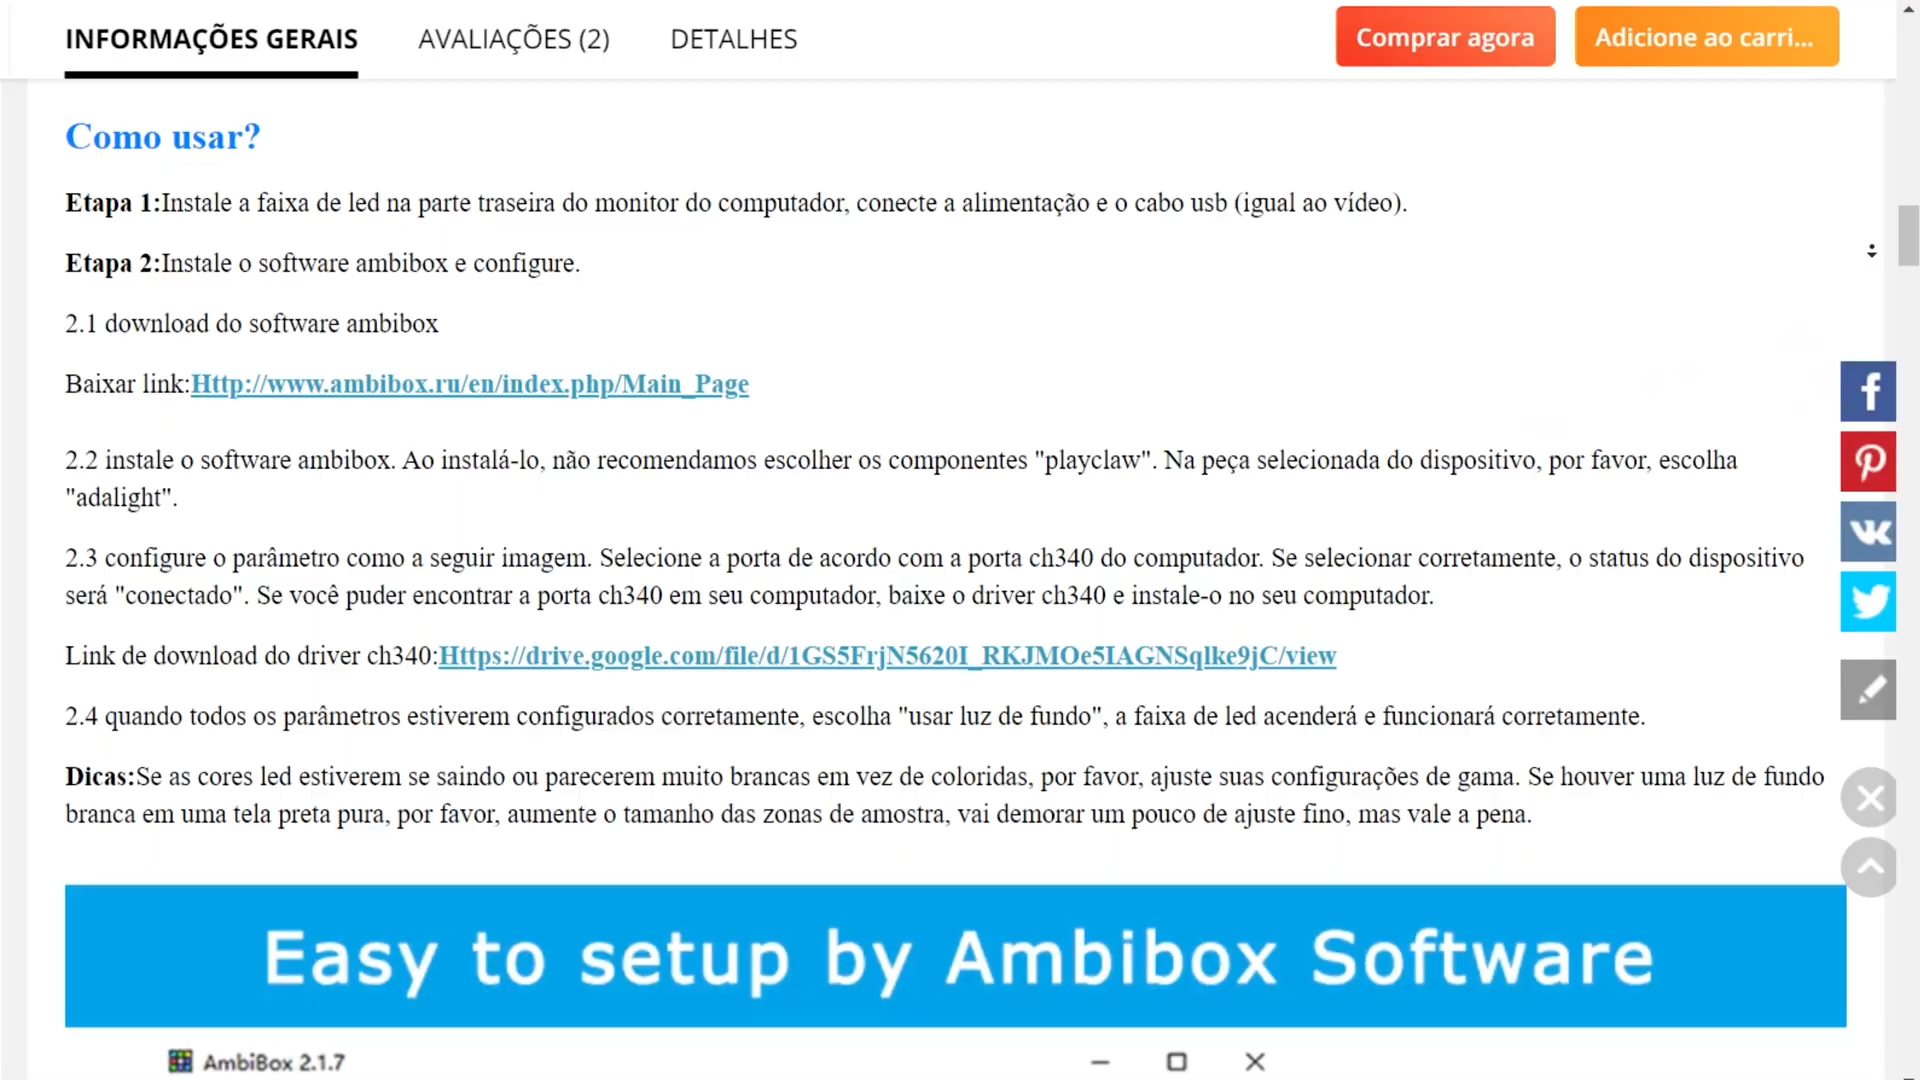 INFORMAÇÕES GERAIS AVALIAÇÕES (2) DETALHES Comprar agora Adicione ao carri...
Como usar?
Etapa 1:Instale a faixa de led na parte traseira do monitor do computador, conecte a alimentação e o cabo usb (igual ao vídeo).
Etapa 2:Instale o software ambibox e configure.
2.1 download do software ambibox
Baixar link:Http://www.ambibox.ru/en/index.php/Main_Page
2.2 instale o software ambibox. Ao instalá-lo, não recomendamos escolher os componentes "playclaw". Na peça selecionada do dispositivo, por favor, escolha
"adalight".
2.3 configure o parâmetro como a seguir imagem. Selecione a porta de acordo com a porta ch340 do computador. Se selecionar corretamente, o status do dispositivo
será "conectado". Se você puder encontrar a porta ch340 em seu computador, baixe o driver ch340 e instale-o no seu computador.
Link de download do driver ch340:Https://drive.google.com/file/d/1GS5FrjN5620I_RKJMOe5IAGNSqlke9jC/view
2.4 quando todos os parâmetros estiverem configurados corretamente, escolha "usar luz de fundo", a faixa de led acenderá e funcionará corretamente.
Dicas:Se as cores led estiverem se saindo ou parecerem muito brancas em vez de coloridas, por favor, ajuste suas configurações de gama. Se houver uma luz de fundo
branca em uma tela preta pura, por favor, aumente o tamanho das zonas de amostra, vai demorar um pouco de ajuste fino, mas vale a pena.
Easy to setup by Ambibox Software
AmbiBox 2.1.7